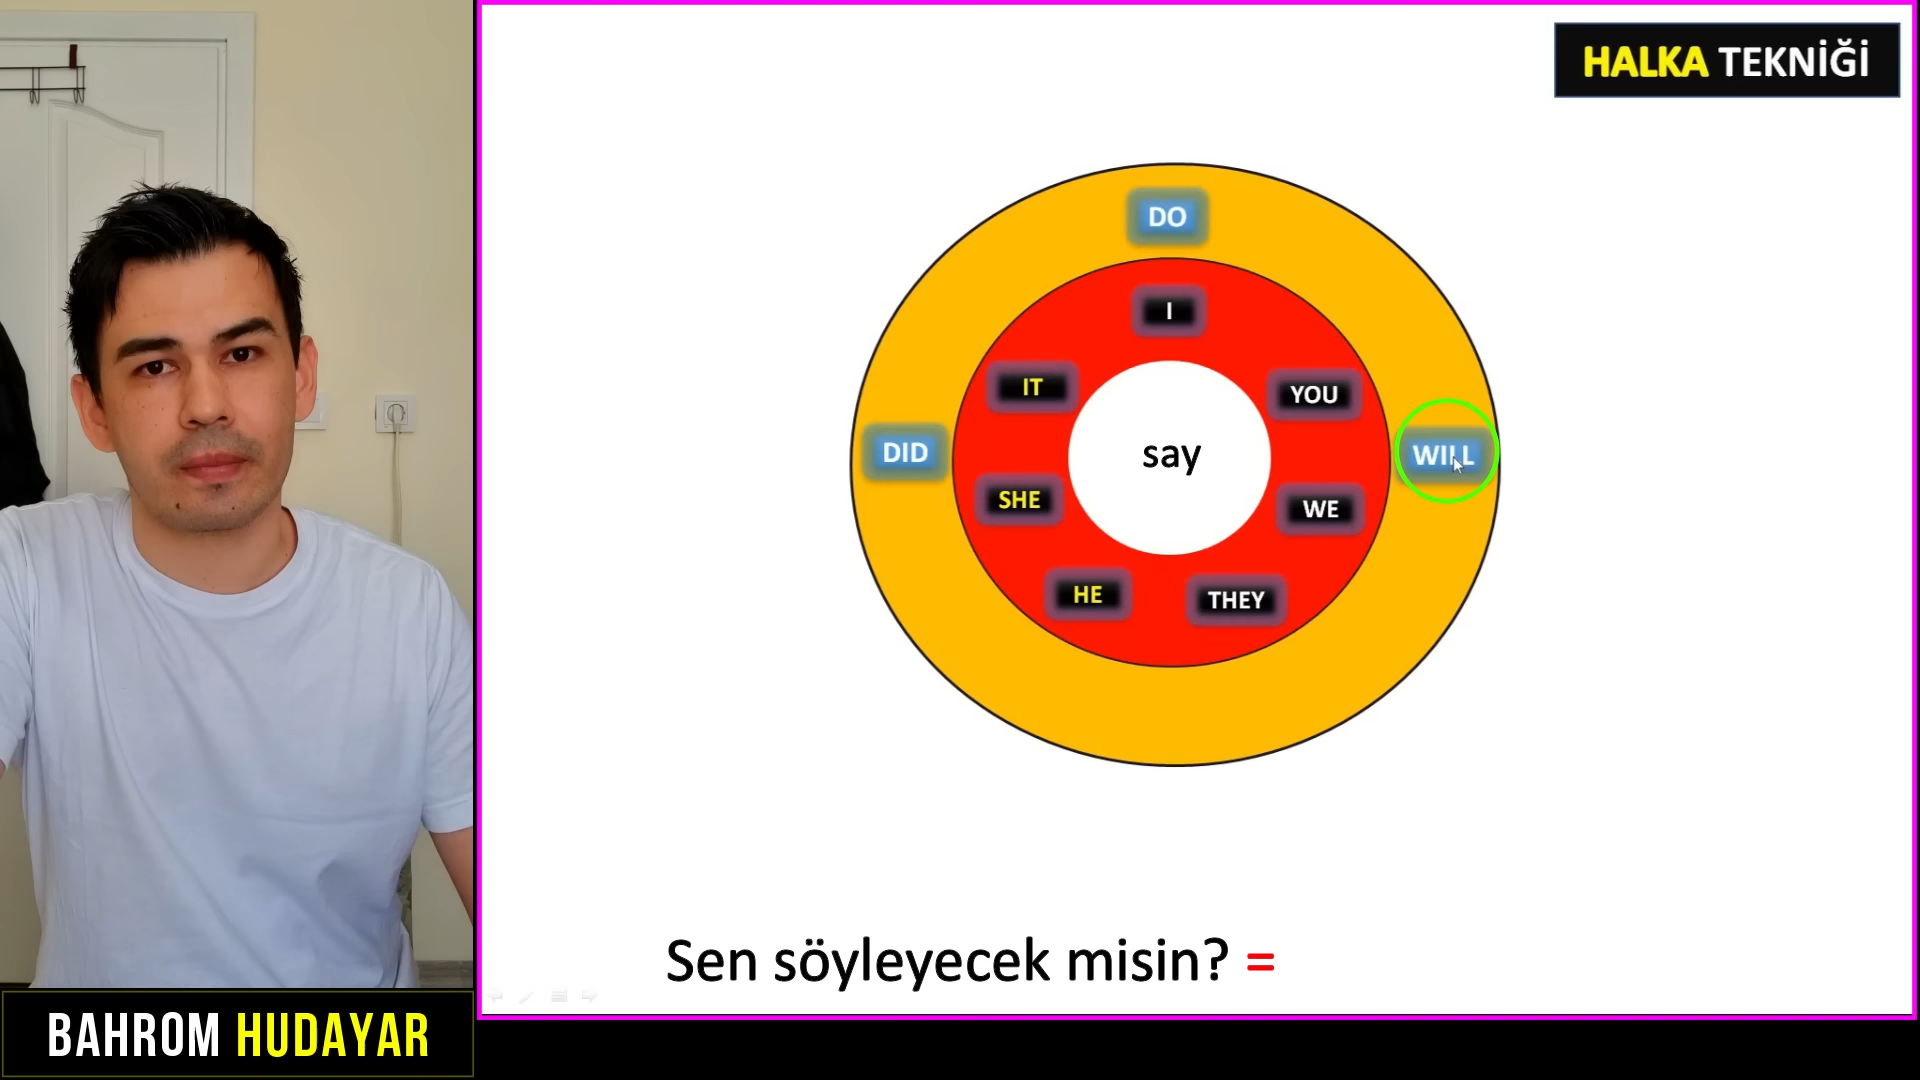 HALKA TEKNİĞİ
DO
I
IT
YOU
DID
say
WILL
SHE
WE
HE
THEY
Sen söyleyecek misin? =
BAHROM HUDAYAR